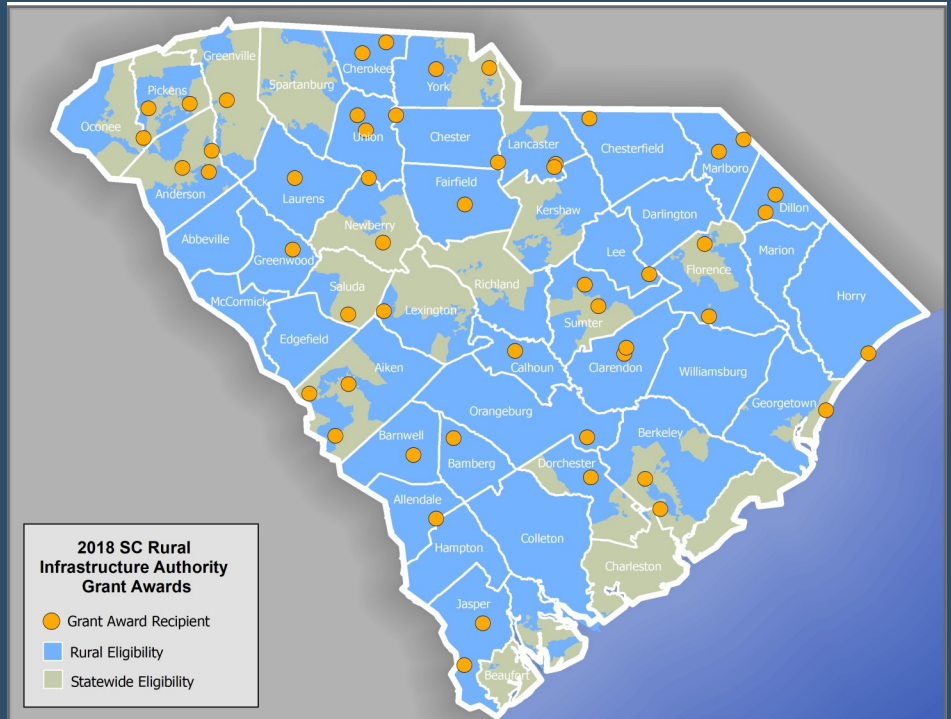 Greenville
Cherokee
York
Pickens
Spartanburg
Oconee
Union
Chester
Lancaster
Chesterfield
Marlboro
Anderson
Laurens
Fairfield
Kershaw
Darlington
Dillon
Abbeville
Newberry
Lee
Marion
Greenwood
Florence
Saluda
Richland
Horry
McCormick
Lexington
Sumter
Edgefield
Aiken
Calhoun
Clarendon
Williamsburg
Orangeburg
Georgetown
Barnwell
Berkeley
Bamberg
Dorchester
Allendale
Colleton
Hampton
Charleston
Jasper
Beaufort
2018 SC Rural
Infrastructure Authority
Grant Awards
Grant Award Recipient
Rural Eligibility
Statewide Eligibility